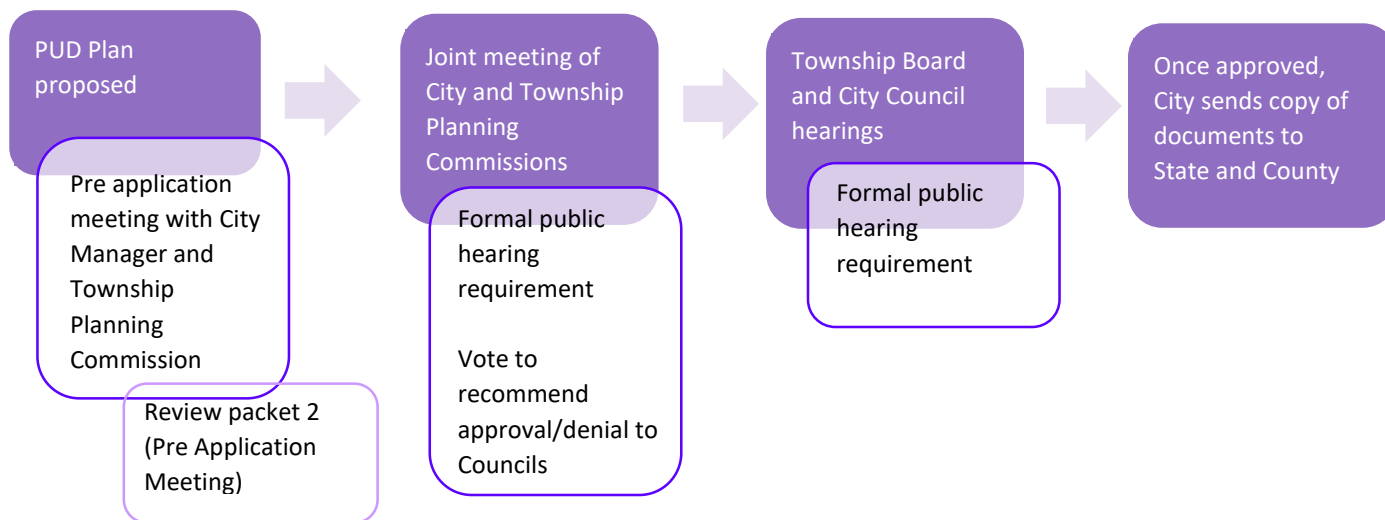 PUD Plan
proposed
Pre application
meeting with City
Manager and
Township
Planning
Commission
Review packet 2
(Pre Application
Meeting)
Joint meeting of
City and Township
Planning
Commissions
Formal public
hearing
requirement
Vote to
recommend
approval/denial to
Councils
Township Board
and City Council
hearings
Formal public
hearing
requirement
Once approved,
City sends copy of
documents to
State and County